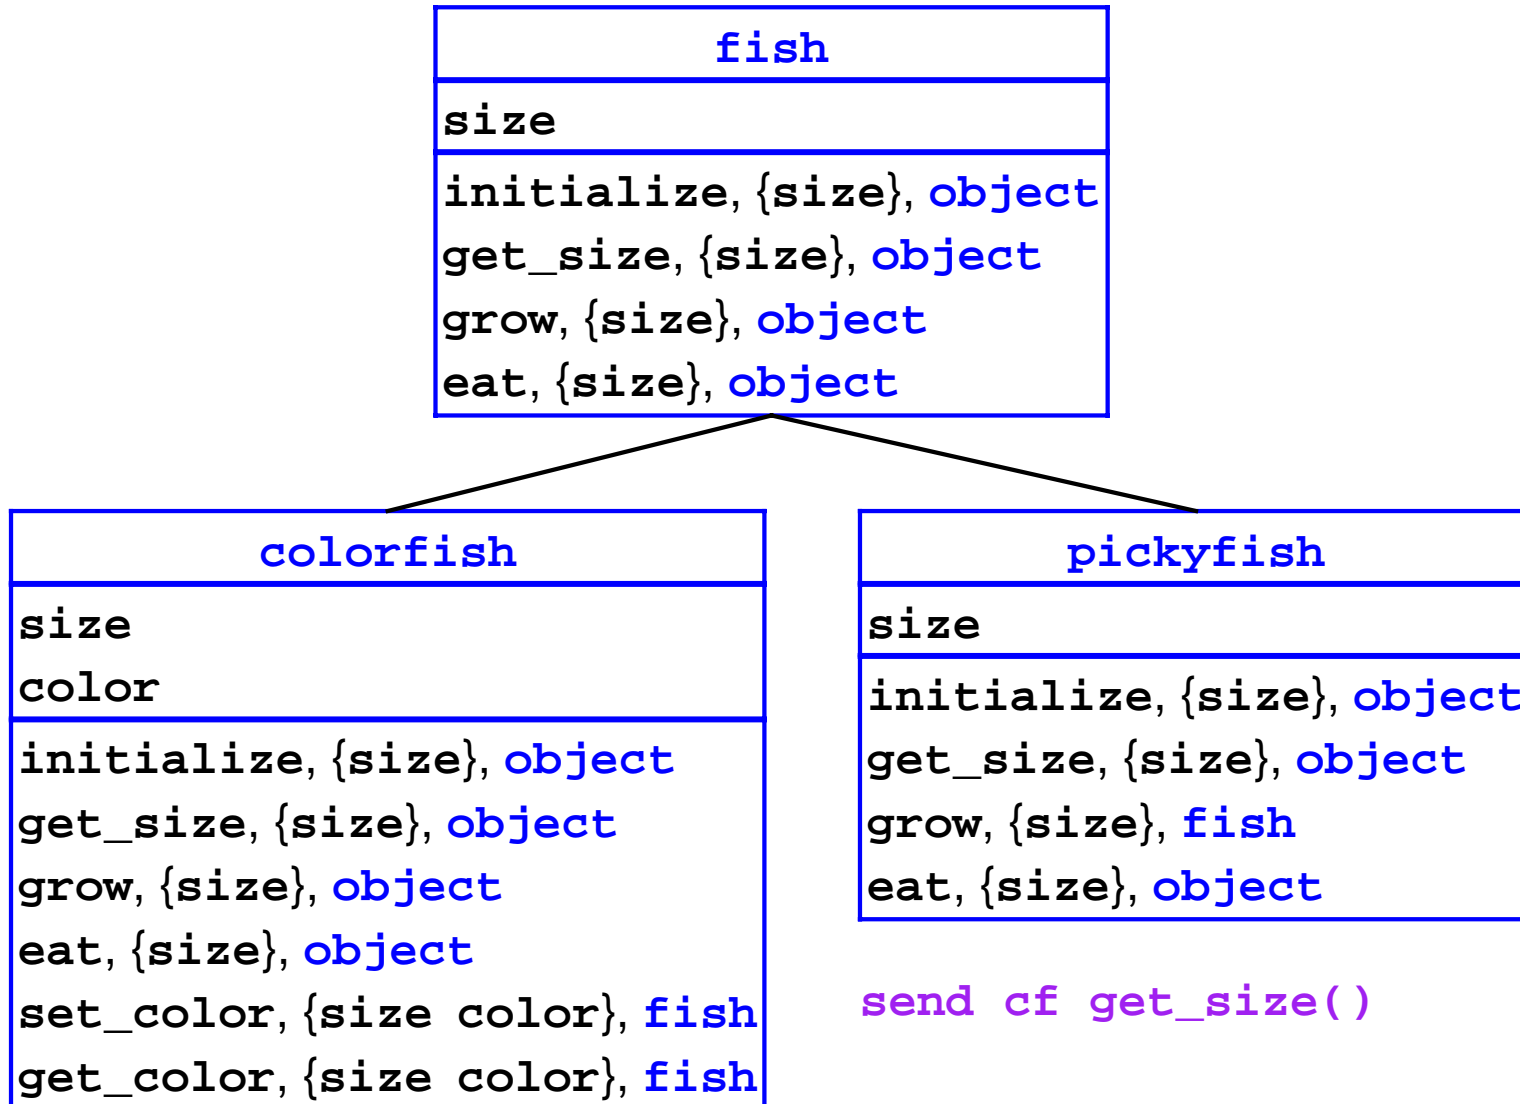 fish
size
initialize, {size}, object
get_size, {size}, object
grow, {size}, object
eat, {size}, object
colorfish
size
color
initialize, {size}, object
get_size, {size}, object
grow, {size}, object
eat, {size}, object
set_color, {size color}, fish
get_color, {size color}, fish
pickyfish
size
initialize, {size}, object
get_size, {size}, object
grow, {size}, fish
eat, {size}, object
send cf get_size()